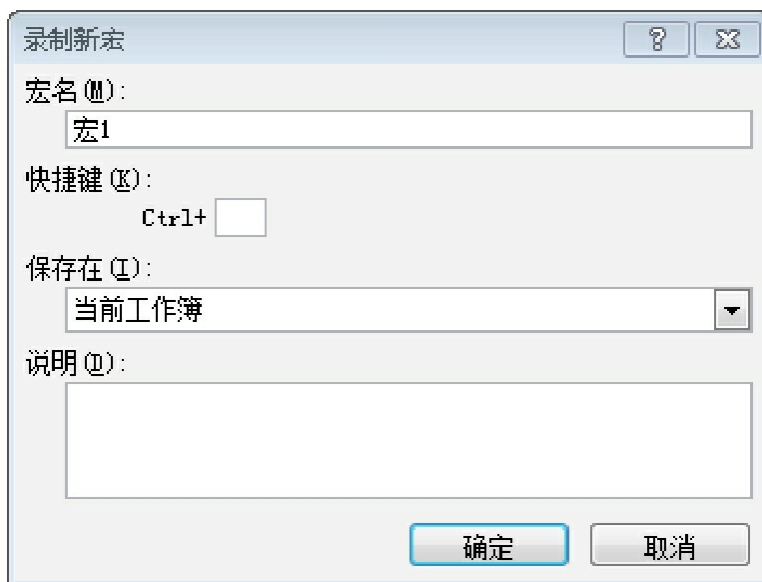 录制新宏
宏名(M):
宏1
快捷键(K):
Ctrl+
保存在(I):
当前工作簿
说明(D):
确定 取消